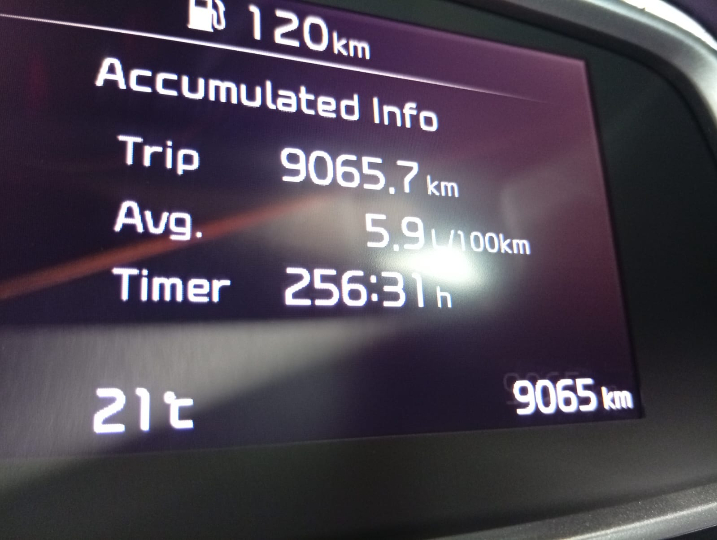 120km
Accumulated Info
Trip 9065.7 km
Avg. 5.9 L/100km
Timer 256:31 h
21℃ 9065 km